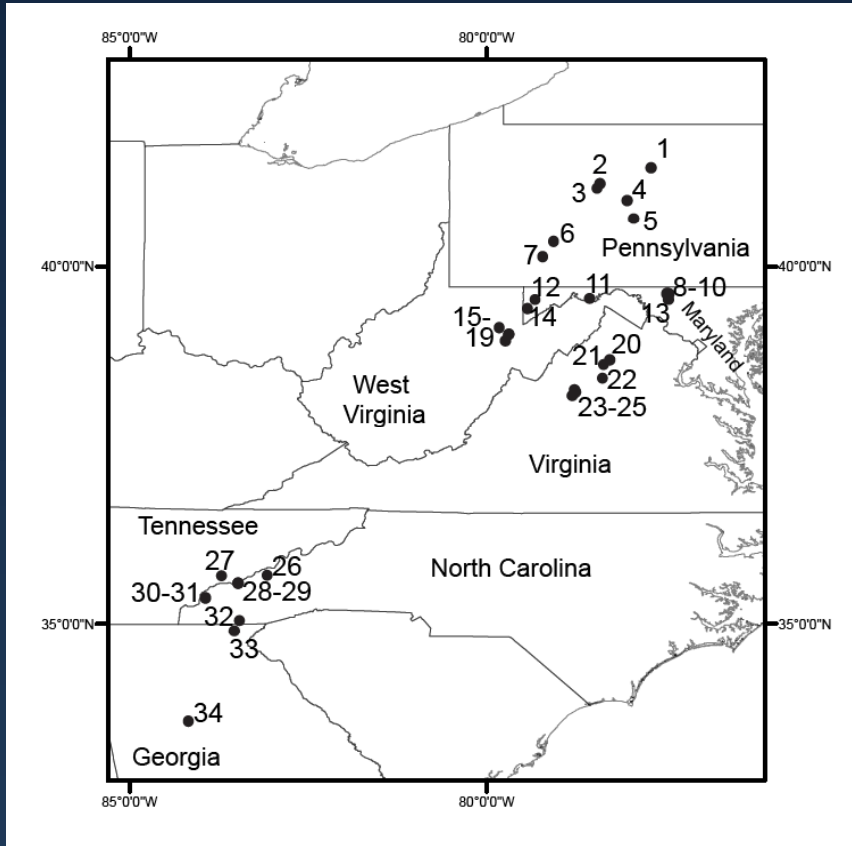 85°0'0"W 80°0'0"W
1
2
3
4
5
6
Pennsylvania
7
40°0'0"N 40°0'0"N
11
12
8-10
14
13
Maryland
15-
19
20
21
22
West
Virginia
23-25
Virginia
Tennessee
27
26
North Carolina
30-31
28-29
32
35°0'0"N 35°0'0"N
33
34
Georgia
85°0'0"W 80°0'0"W